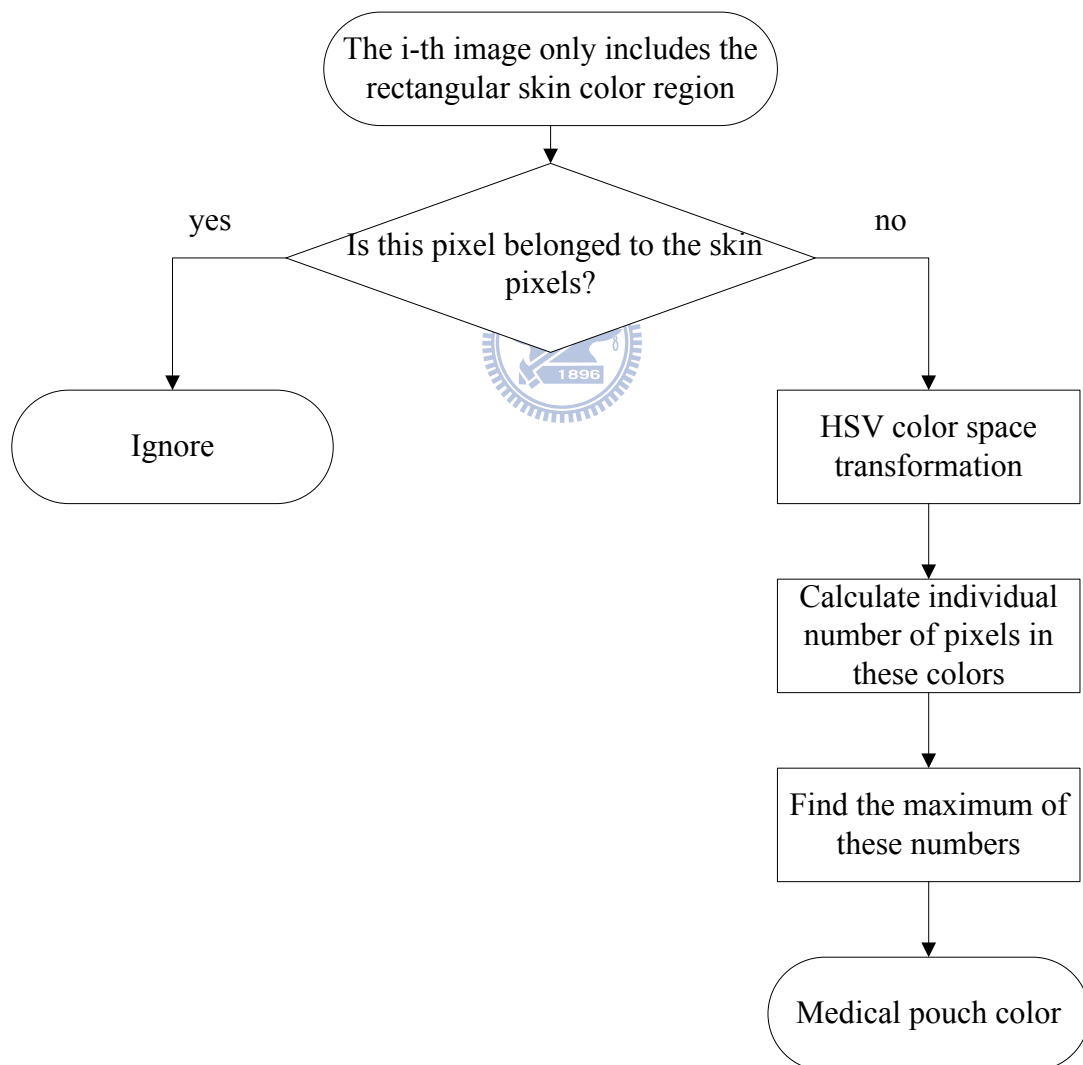 The i-th image only includes the
rectangular skin color region
yes
no
Is this pixel belonged to the skin
pixels?
1896
Ignore
HSV color space
transformation
Calculate individual
number of pixels in
these colors
Find the maximum of
these numbers
Medical pouch color